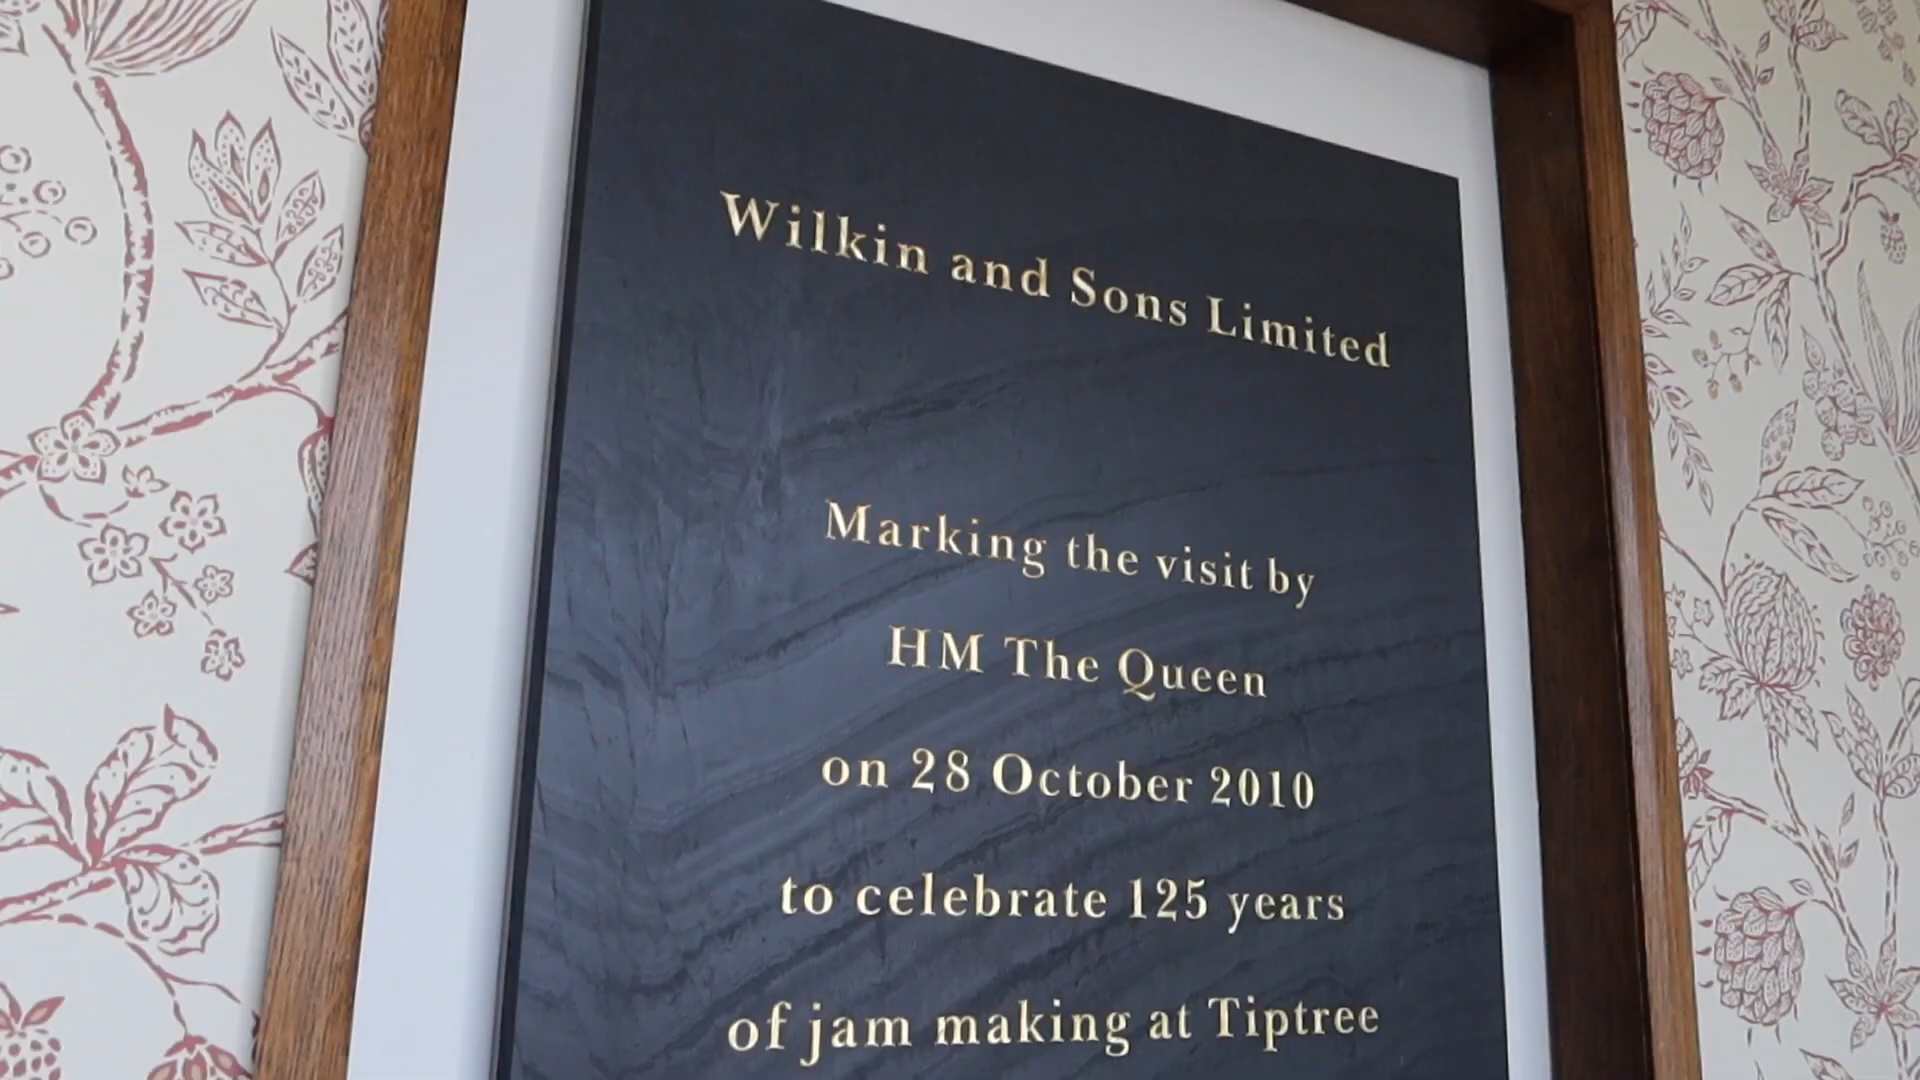 Wilkin and Sons Limited
Marking the visit by
HM The Queen
on 28 October 2010
to celebrate 125 years
of jam making at Tiptree